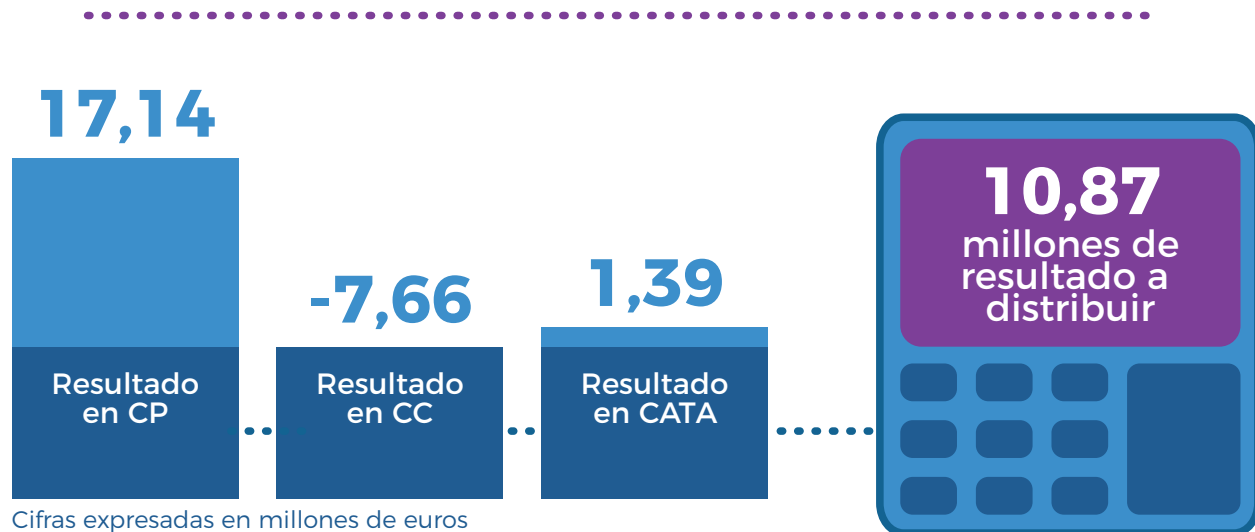 17,14
Resultado
en CP
-7,66
Resultado
en CC
1,39
Resultado
en CATA
10,87
millones de
resultado a
distribuir
Cifras expresadas en millones de euros